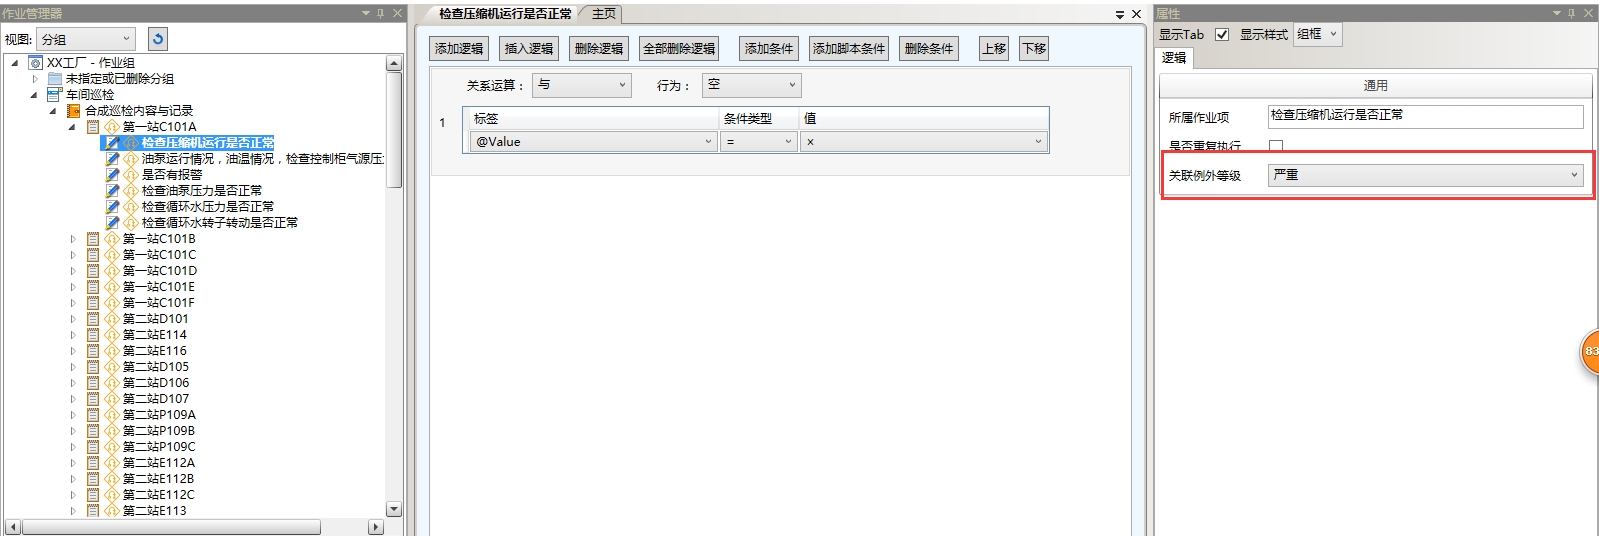 作业管理器
视图: 分组
XX工厂 - 作业组
未指定或已删除分组
车间巡检
合成巡检内容与记录
第一站C101A
检查压缩机运行是否正常
油泵运行情况，油温情况，检查控制柜气源压
是否有报警
检查油泵压力是否正常
检查循环水压力是否正常
检查循环水转子转动是否正常
第一站C101B
第一站C101C
第一站C101D
第一站C101E
第一站C101F
第二站D101
第二站E114
第二站E116
第二站D105
第二站D106
第二站D107
第二站P109A
第二站P109B
第二站P109C
第二站E112A
第二站E112B
第二站E112C
第二站E113
检查压缩机运行是否正常 主页
添加逻辑 插入逻辑 删除逻辑 全部删除逻辑 添加条件 添加脚本条件 删除条件 上移 下移
关系运算： 与 行为： 空
1
标签 条件类型 值
@Value = x
属性
显示Tab 显示样式 组框
逻辑
通用
所属作业项 检查压缩机运行是否正常
是否重复执行
关联例外等级 严重
83